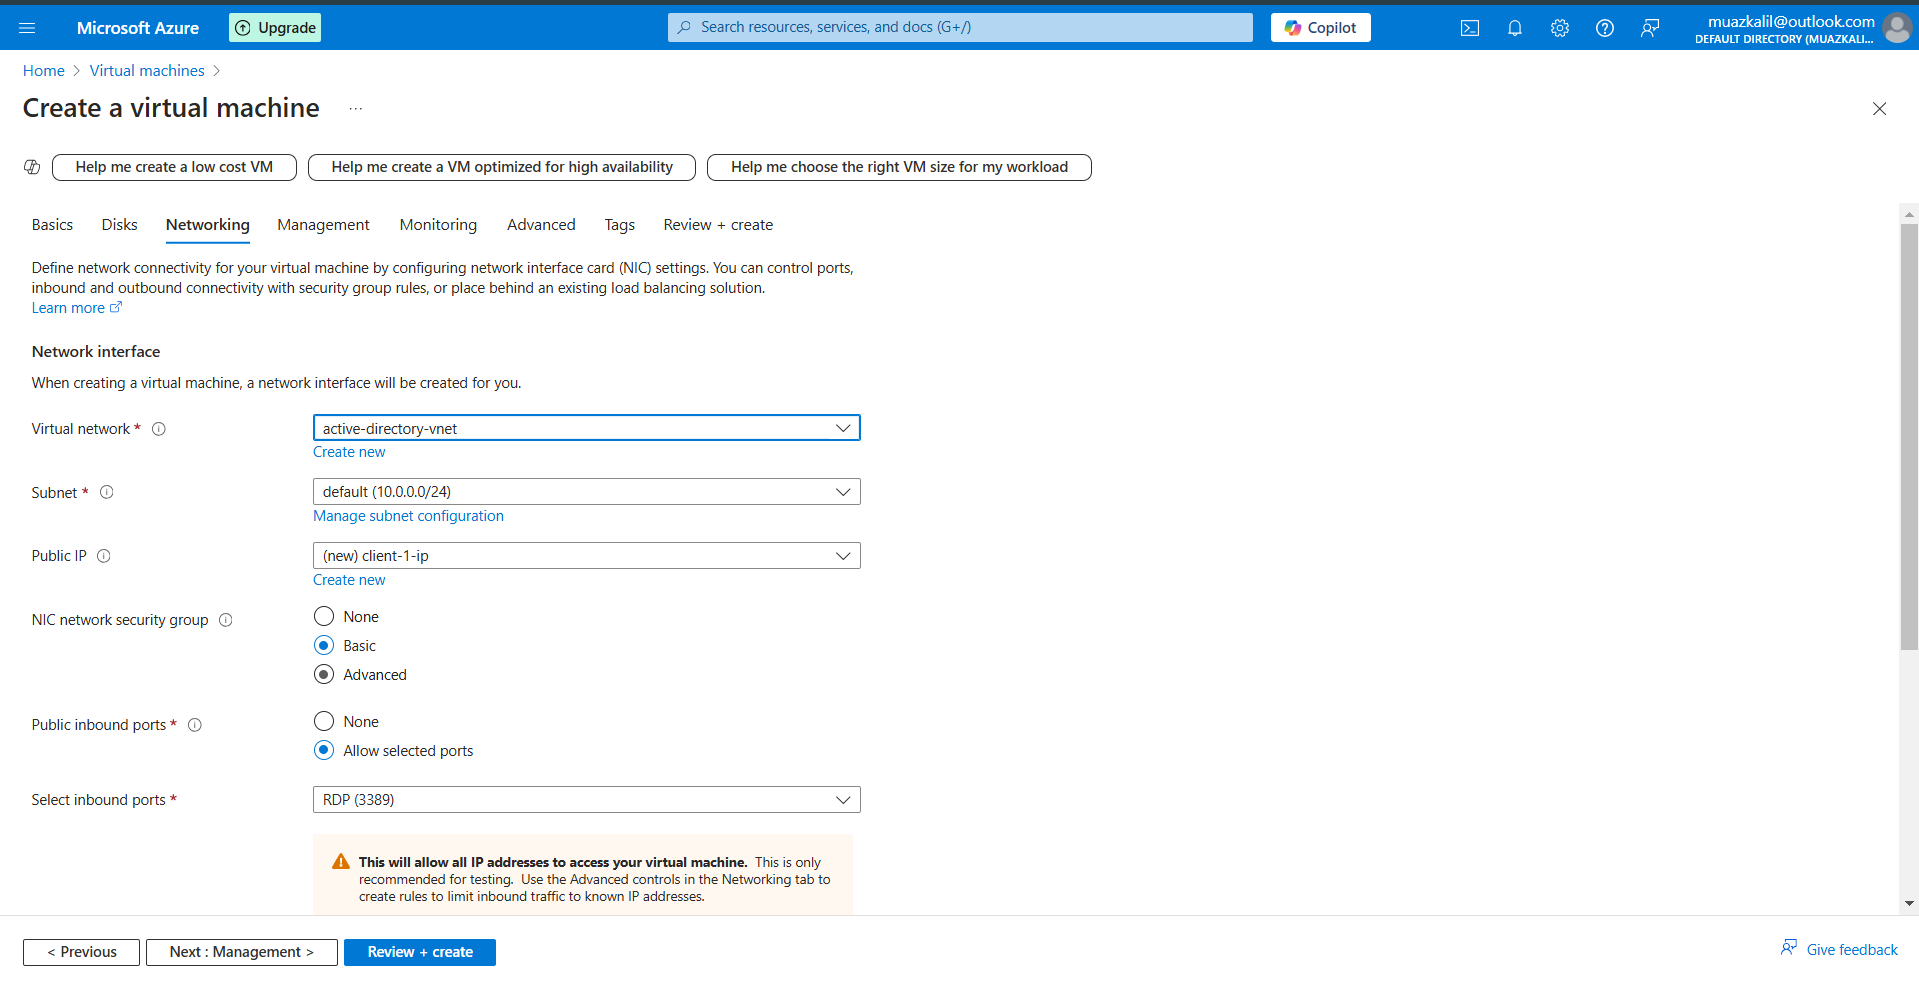 Microsoft Azure
Upgrade
Search resources, services, and docs (G+/)
Copilot
muazkalil@outlook.com
DEFAULT DIRECTORY (MUAZKALI...
Home > Virtual machines >
Create a virtual machine ...
Help me create a low cost VM
Help me create a VM optimized for high availability
Help me choose the right VM size for my workload
Basics Disks Networking Management Monitoring Advanced Tags Review + create
Define network connectivity for your virtual machine by configuring network interface card (NIC) settings. You can control ports,
inbound and outbound connectivity with security group rules, or place behind an existing load balancing solution.
Learn more
Network interface
When creating a virtual machine, a network interface will be created for you.
Virtual network *
active-directory-vnet
Create new
Subnet *
default (10.0.0.0/24)
Manage subnet configuration
Public IP
(new) client-1-ip
Create new
NIC network security group
None
Basic
Advanced
Public inbound ports *
None
Allow selected ports
Select inbound ports *
RDP (3389)
This will allow all IP addresses to access your virtual machine. This is only
recommended for testing. Use the Advanced controls in the Networking tab to
create rules to limit inbound traffic to known IP addresses.
< Previous
Next : Management >
Review + create
Give feedback